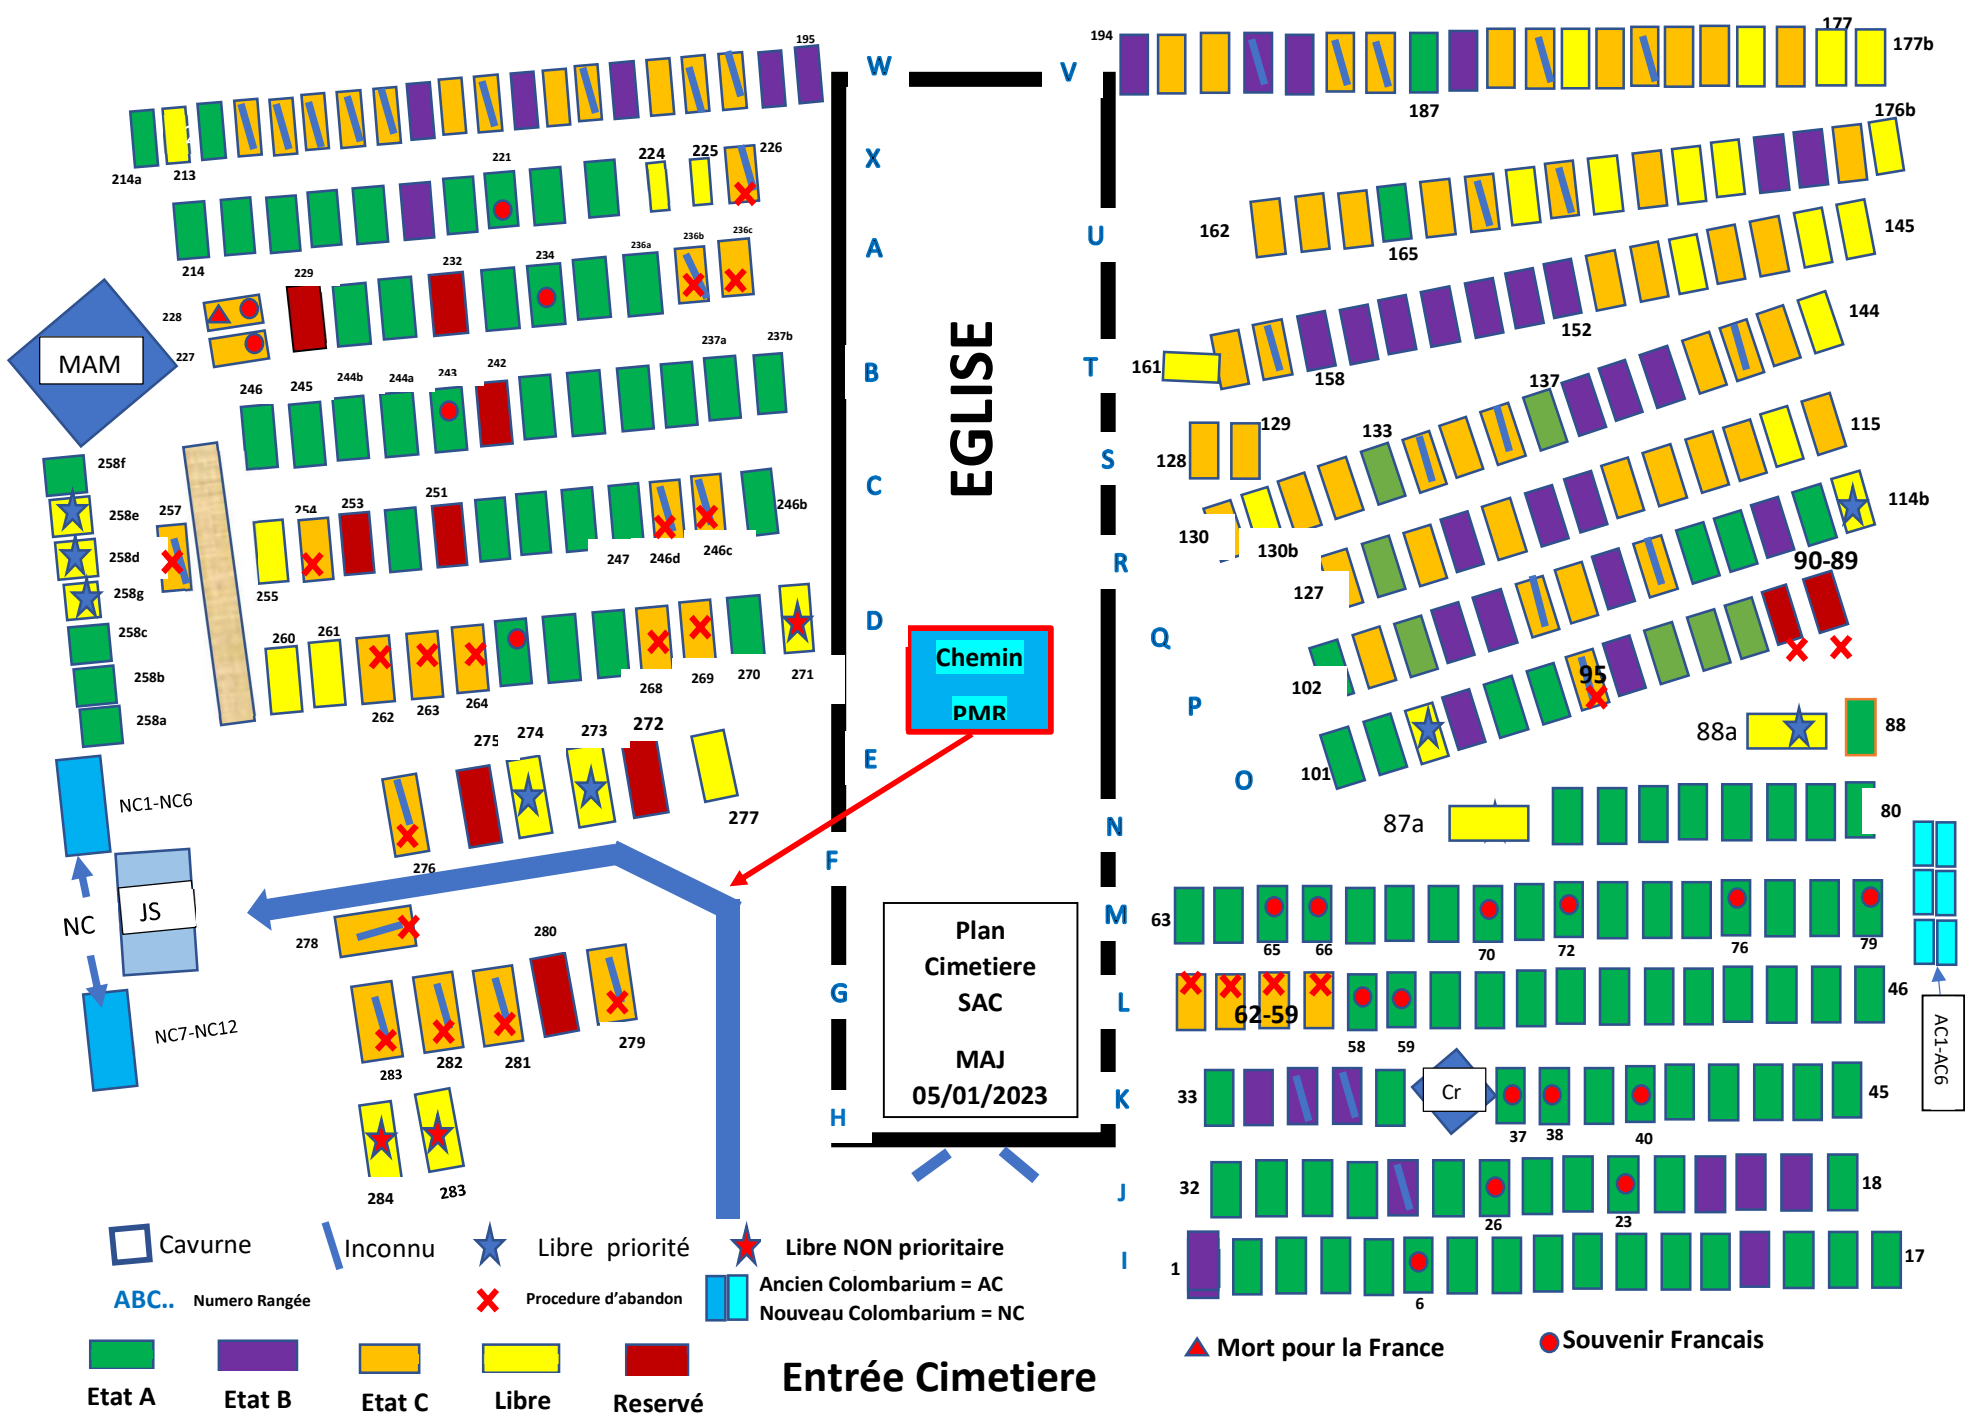 195
W
V
194
177
177b
187
176b
214a
213
221
224
225
226
X
162
165
145
214
229
232
234
236a
236b
236c
A
U
228
227
MAM
152
144
161
158
237a
237b
B
T
137
246
245
244b
244a
243
242
EGLISE
129
133
115
128
S
258f
258e
257
254
253
251
246b
C
114b
258d
247
246d
246c
130
130b
R
90-89
258g
255
127
258c
260
261
D
Q
Chemin
PMR
258b
262
263
264
268
269
270
271
102
95
258a
P
275
274
273
272
88a
88
E
O
101
NC1-NC6
277
87a
80
N
276
F
JS
NC
278
280
Plan
Cimetiere
SAC
MAJ
05/01/2023
M
63
65
66
70
72
76
79
G
L
62-59
46
NC7-NC12
283
282
281
279
58
59
AC1-AC6
33
Cr
45
K
H
37
38
40
284
283
J
32
18
26
23
I
1
17
6
Cavurne
Inconnu
Libre priorité
Libre NON prioritaire
ABC..
Numero Rangée
Procedure d'abandon
Ancien Colombarium = AC
Nouveau Colombarium = NC
Mort pour la France
Souvenir Francais
Etat A
Etat B
Etat C
Libre
Reservé
Entrée Cimetiere